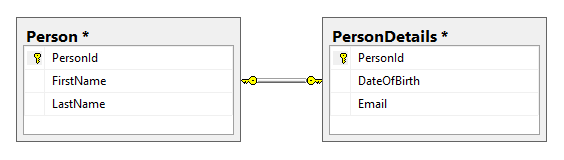 Person *
PersonId
FirstName
LastName
PersonDetails *
PersonId
DateOfBirth
Email